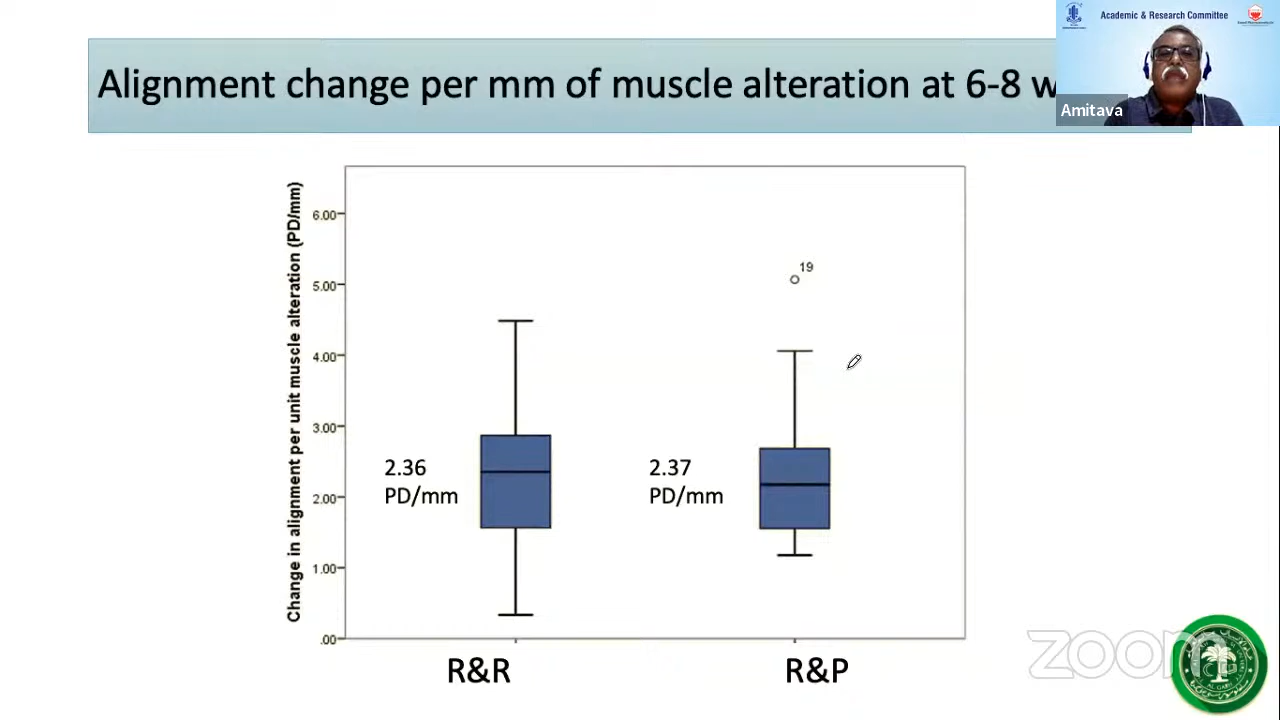 Academic & Research Committee
Alignment change per mm of muscle alteration at 6-8 w
Amitava
Change in alignment per unit muscle alteration (PD/mm)
6.00
5.00
4.00
3.00
2.00
1.00
.00
19
2.36
PD/mm
2.37
PD/mm
R&R
R&P
zoom